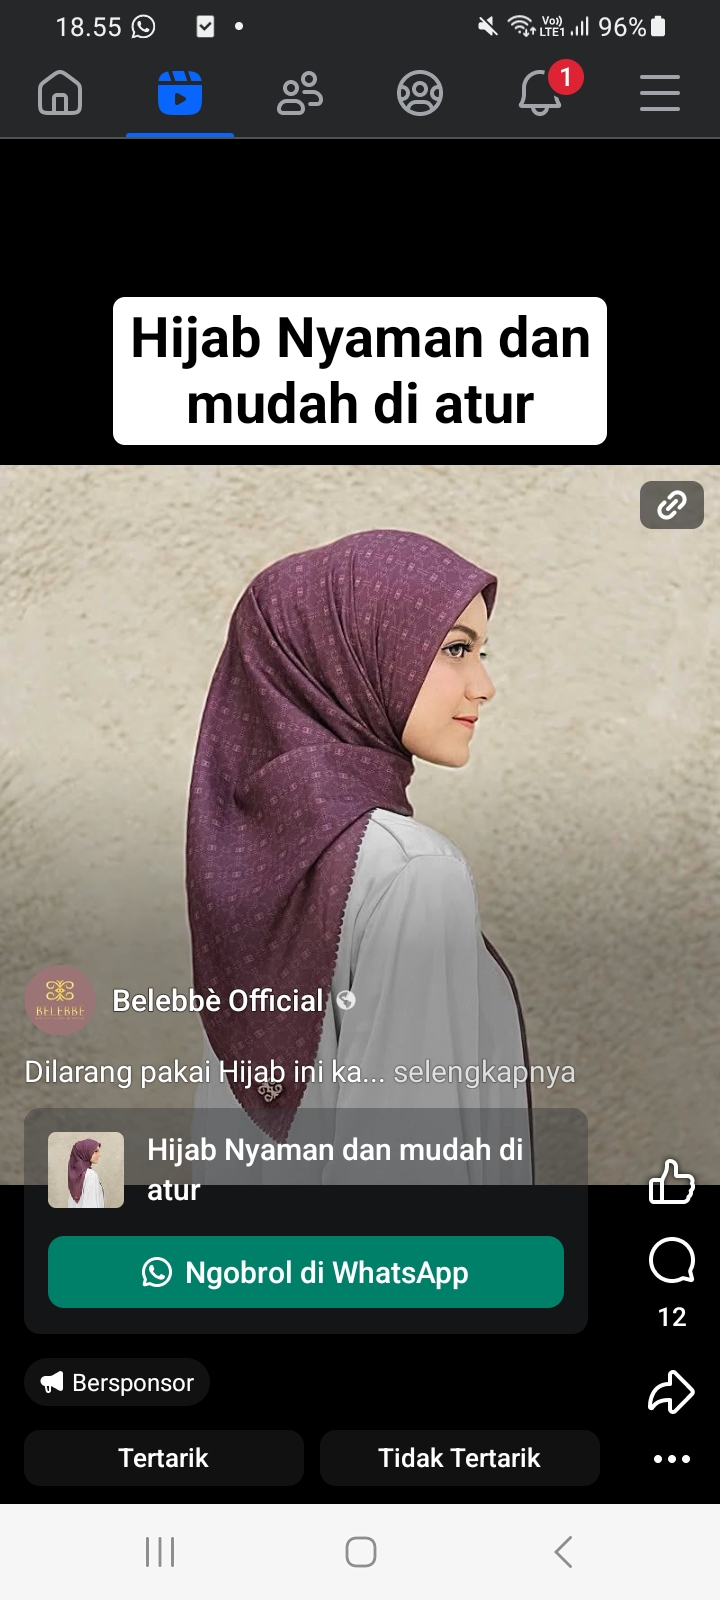 18.55
Vo))
LTE1
96%
1
Hijab Nyaman dan
mudah di atur
BELEBBE
Belebbè Official
Dilarang pakai Hijab ini ka... selengkapnya
Hijab Nyaman dan mudah di
atur
Ngobrol di WhatsApp
12
Bersponsor
Tertarik
Tidak Tertarik